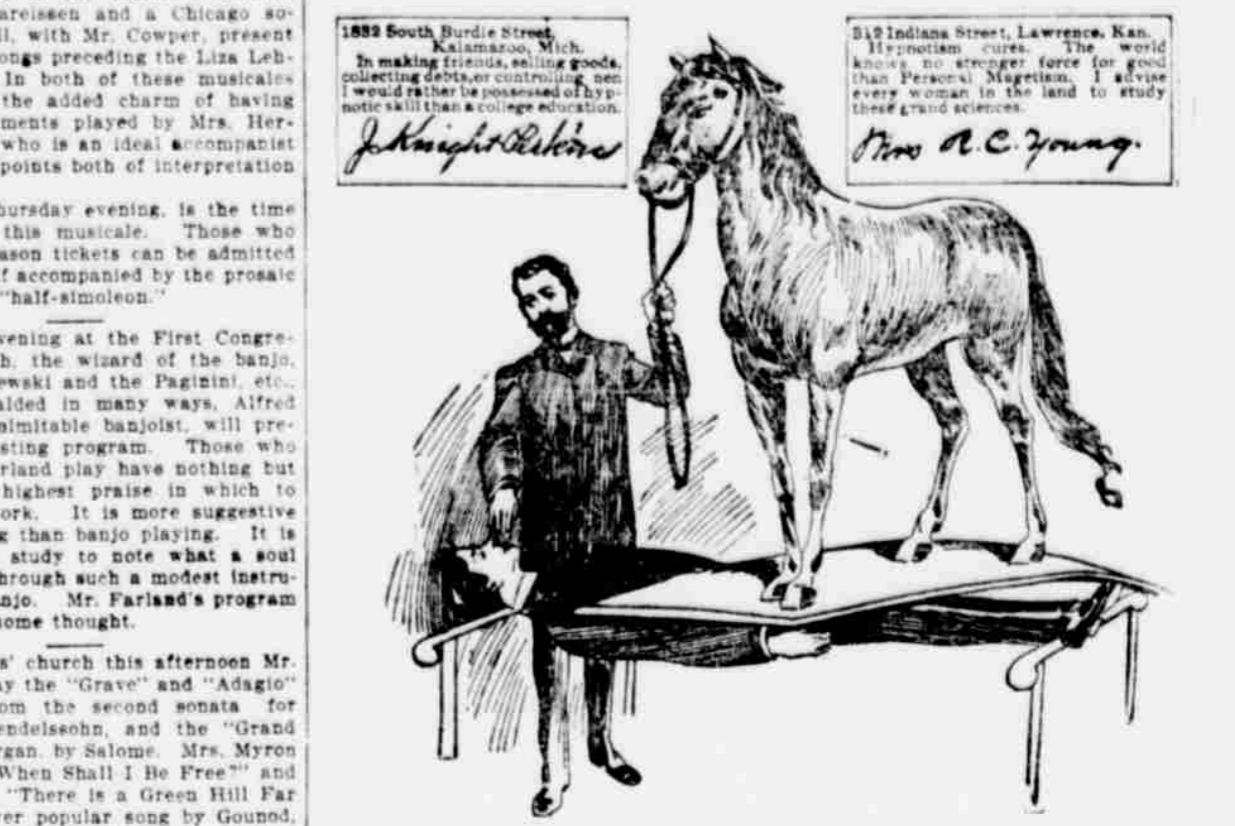 areissen and a Chicago so-
ll, with Mr. Cowper, present
ongs preceding the Liza Leh-
In both of these musicales
the added charm of having
ments played by Mrs. Her-
who is an ideal accompanist
points both of interpretation
hursday evening, is the time
this musicale. Those who
ason tickets can be admitted
f accompanied by the prosaic
"half-simoleon."
vening at the First Congre-
h, the wizard of the banjo,
ewski and the Paginini, etc.,
alded in many ways, Alfred
nimitable banjoist, will pre-
sting program. Those who
rland play have nothing but
highest praise in which to
ork. It is more suggestive
g than banjo playing. It is
study to note what a soul
hrough such a modest instru-
njo. Mr. Farland's program
ome thought.
s' church this afternoon Mr.
ay the "Grave" and "Adagio"
om the second sonata for
endelssohn, and the "Grand
rgan, by Salome. Mrs. Myron
When Shall I Be Free?" and
"There is a Green Hill Far
er popular song by Gounod,
1832 South Burdie Street,
Kalamazoo, Mich.
In making friends, selling goods,
collecting debts, or controlling nen
I would rather be possessed of hyp-
notic skill than a college education.
J. Knight
312 Indiana Street, Lawrence, Kan.
Hypnotism cures. The world
knows no stronger force for good
than Personal Magetism. I advise
every woman in the land to study
these grand sciences.
Mrs R. C. Young.